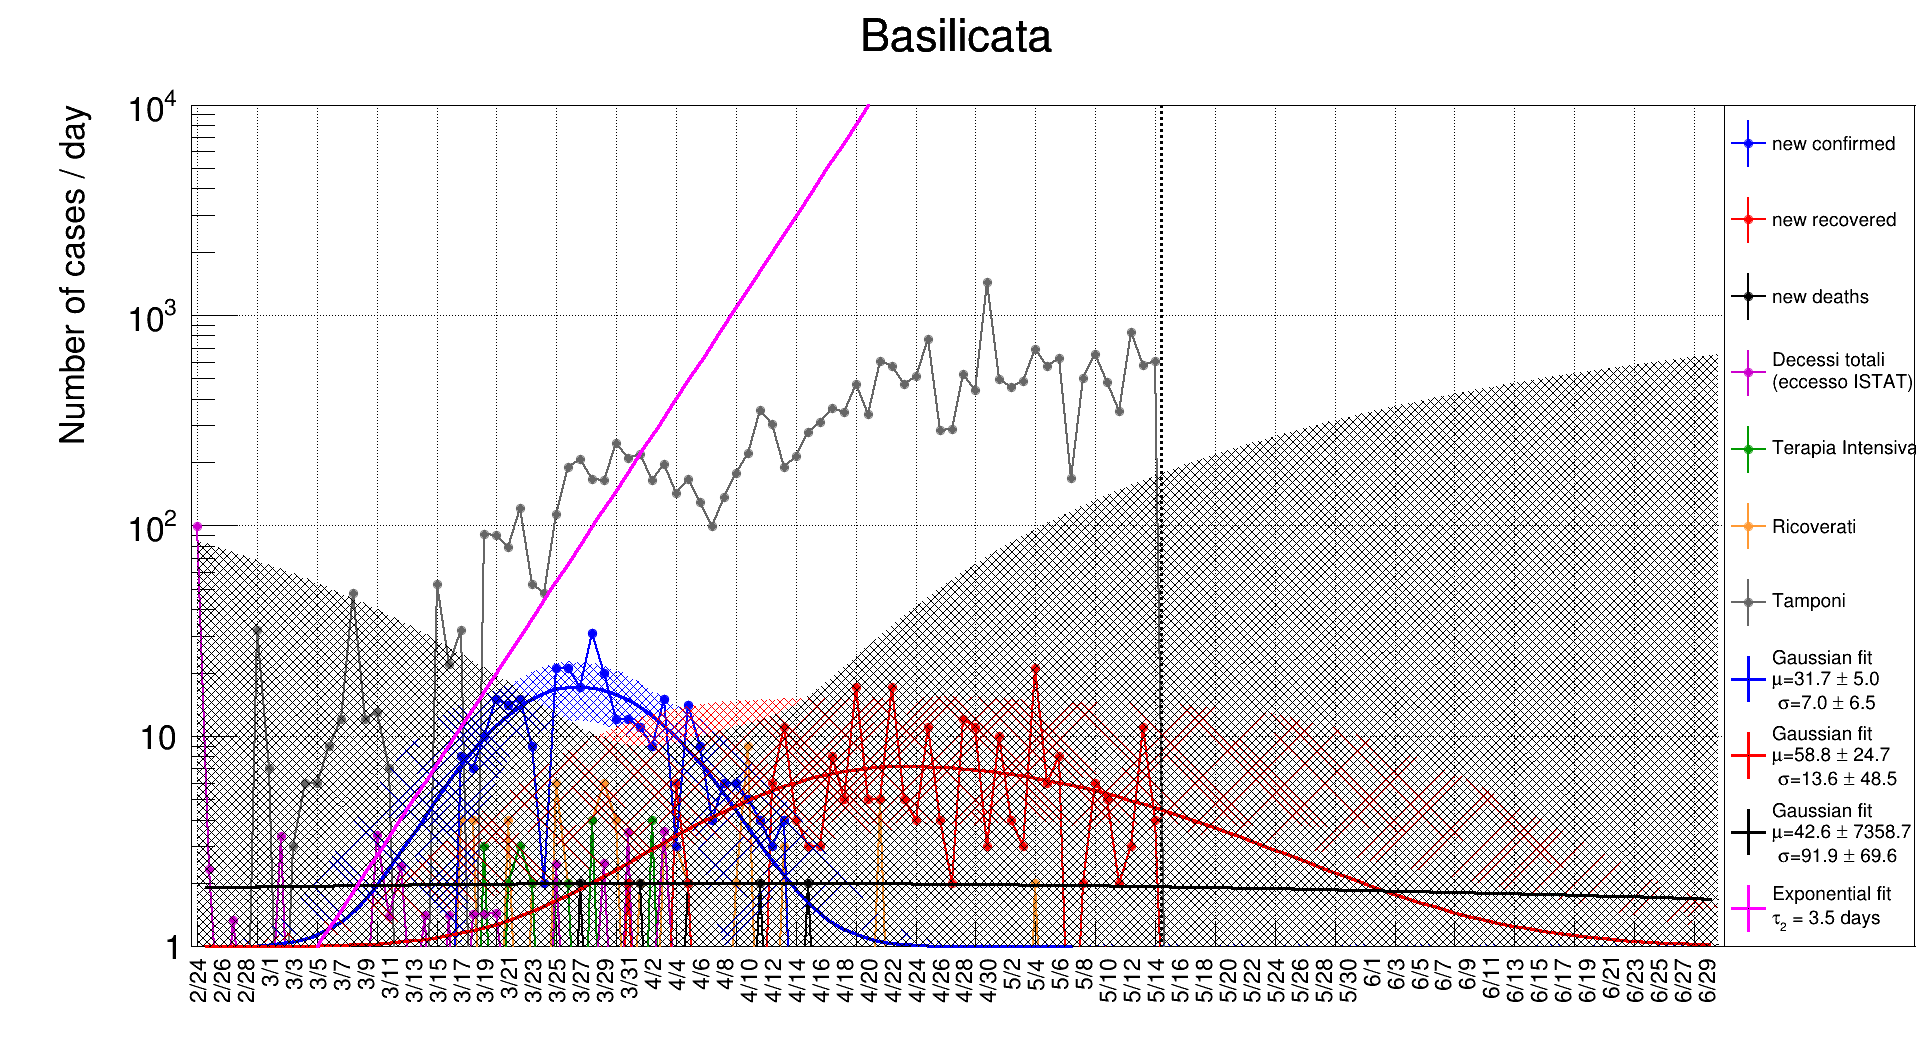 Basilicata
Number of cases / day
10⁴
10³
10²
10
1
2/24 2/26 2/28 3/1 3/3 3/5 3/7 3/9 3/11 3/13 3/15 3/17 3/19 3/21 3/23 3/25 3/27 3/29 3/31 4/2 4/4 4/6 4/8 4/10 4/12 4/14 4/16 4/18 4/20 4/22 4/24 4/26 4/28 4/30 5/2 5/4 5/6 5/8 5/10 5/12 5/14 5/16 5/18 5/20 5/22 5/24 5/26 5/28 5/30 6/1 6/3 6/5 6/7 6/9 6/11 6/13 6/15 6/17 6/19 6/21 6/23 6/25 6/27 6/29
new confirmed
new recovered
new deaths
Decessi totali
(eccesso ISTAT)
Terapia Intensiva
Ricoverati
Tamponi
Gaussian fit
μ=31.7 ± 5.0
σ=7.0 ± 6.5
Gaussian fit
μ=58.8 ± 24.7
σ=13.6 ± 48.5
Gaussian fit
μ=42.6 ± 7358.7
σ=91.9 ± 69.6
Exponential fit
τ₂ = 3.5 days